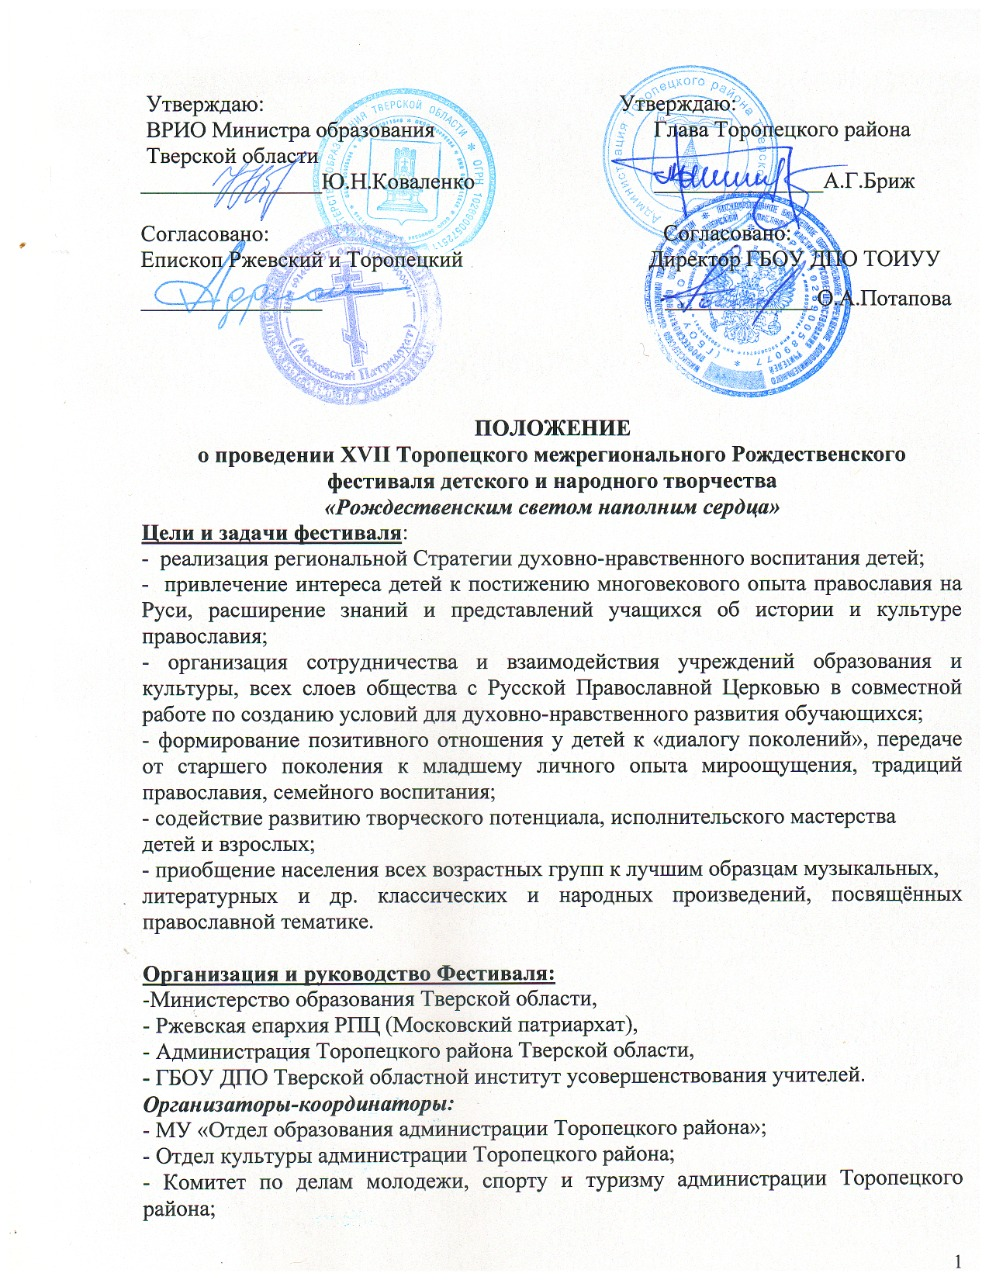 Утверждаю: Утверждаю:
ВРИО Министра образования Глава Торопецкого района
Тверской области
Ю.Н.Коваленко А.Г.Бриж
Согласовано: Согласовано:
Епископ Ржевский и Торопецкий Директор ГБОУ ДПО ТОИУУ
О.А.Потапова
(Московский Патриархат)
ПОЛОЖЕНИЕ
о проведении XVII Торопецкого межрегионального Рождественского
фестиваля детского и народного творчества
«Рождественским светом наполним сердца»
Цели и задачи фестиваля:
- реализация региональной Стратегии духовно-нравственного воспитания детей;
- привлечение интереса детей к постижению многовекового опыта православия на
Руси, расширение знаний и представлений учащихся об истории и культуре
православия;
- организация сотрудничества и взаимодействия учреждений образования и
культуры, всех слоев общества с Русской Православной Церковью в совместной
работе по созданию условий для духовно-нравственного развития обучающихся;
- формирование позитивного отношения у детей к «диалогу поколений», передаче
от старшего поколения к младшему личного опыта мироощущения, традиций
православия, семейного воспитания;
- содействие развитию творческого потенциала, исполнительского мастерства
детей и взрослых;
- приобщение населения всех возрастных групп к лучшим образцам музыкальных,
литературных и др. классических и народных произведений, посвящённых
православной тематике.
Организация и руководство Фестиваля:
-Министерство образования Тверской области,
- Ржевская епархия РПЦ (Московский патриархат),
- Администрация Торопецкого района Тверской области,
- ГБОУ ДПО Тверской областной институт усовершенствования учителей.
Организаторы-координаторы:
- МУ «Отдел образования администрации Торопецкого района»;
- Отдел культуры администрации Торопецкого района;
- Комитет по делам молодежи, спорту и туризму администрации Торопецкого
района;
1